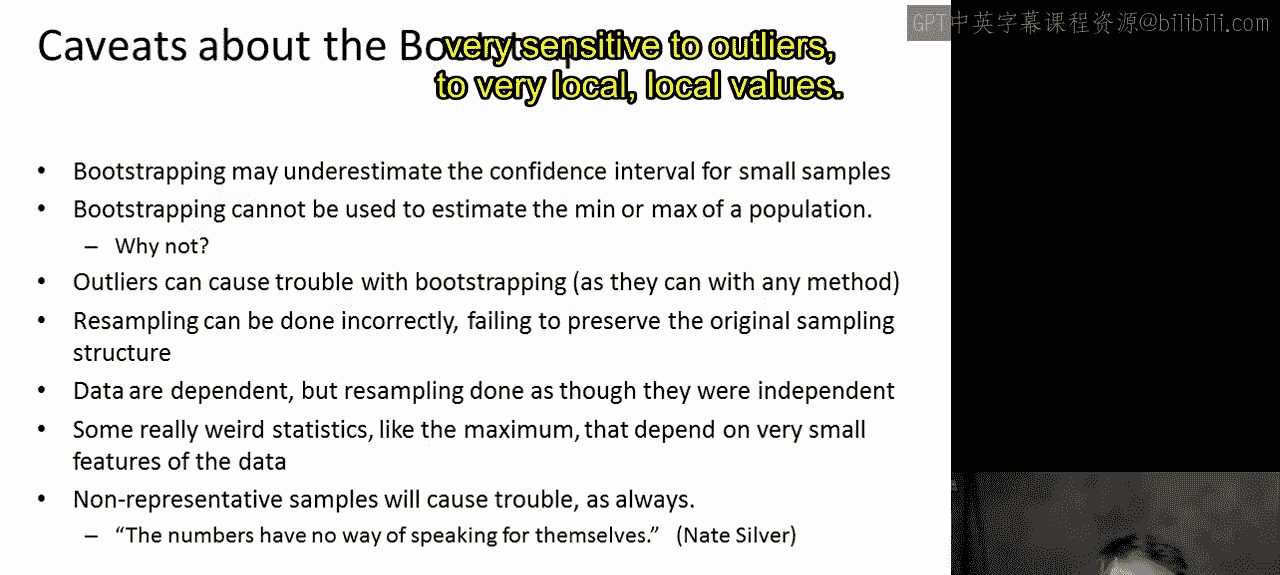 GPT中英字幕课程资源@bilibili.com
Caveats about the Bootstrap
very sensitive to outliers,
to very local, local values.
• Bootstrapping may underestimate the confidence interval for small samples
• Bootstrapping cannot be used to estimate the min or max of a population.
– Why not?
• Outliers can cause trouble with bootstrapping (as they can with any method)
• Resampling can be done incorrectly, failing to preserve the original sampling
structure
• Data are dependent, but resampling done as though they were independent
• Some really weird statistics, like the maximum, that depend on very small
features of the data
• Non-representative samples will cause trouble, as always.
– “The numbers have no way of speaking for themselves.” (Nate Silver)